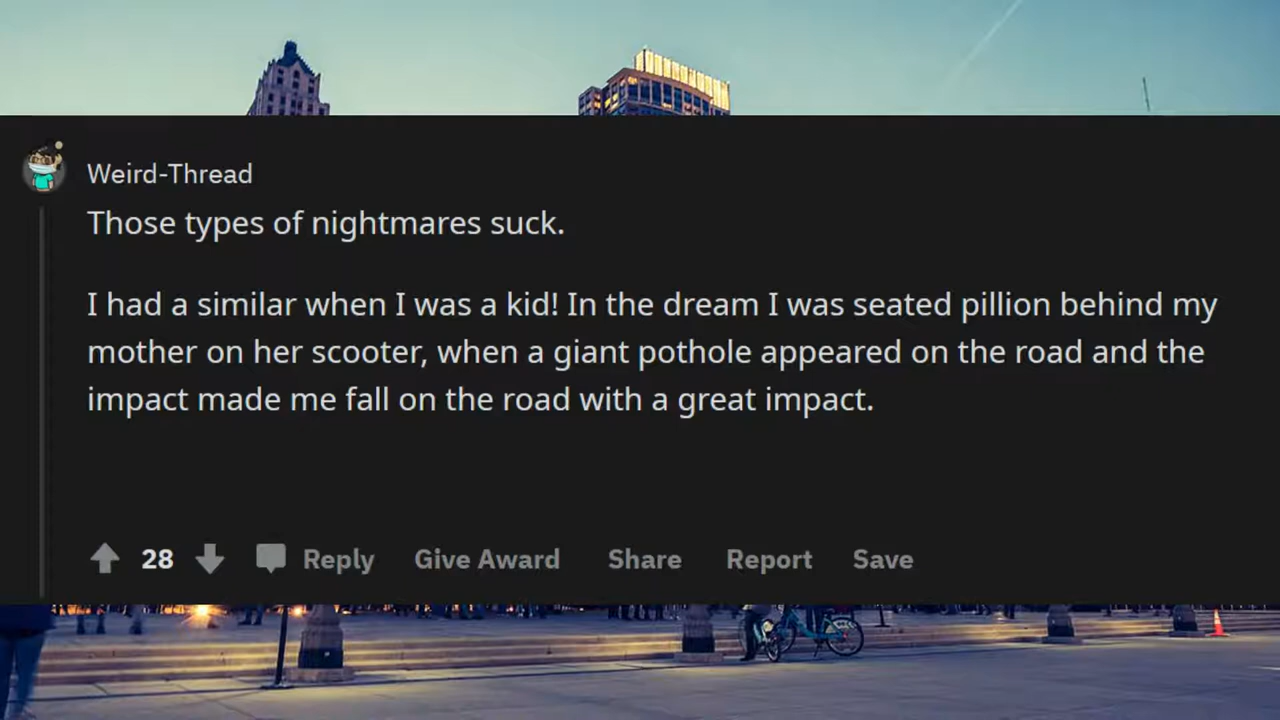 Weird-Thread
Those types of nightmares suck.
I had a similar when I was a kid! In the dream I was seated pillion behind my
mother on her scooter, when a giant pothole appeared on the road and the
impact made me fall on the road with a great impact.
28 Reply Give Award Share Report Save